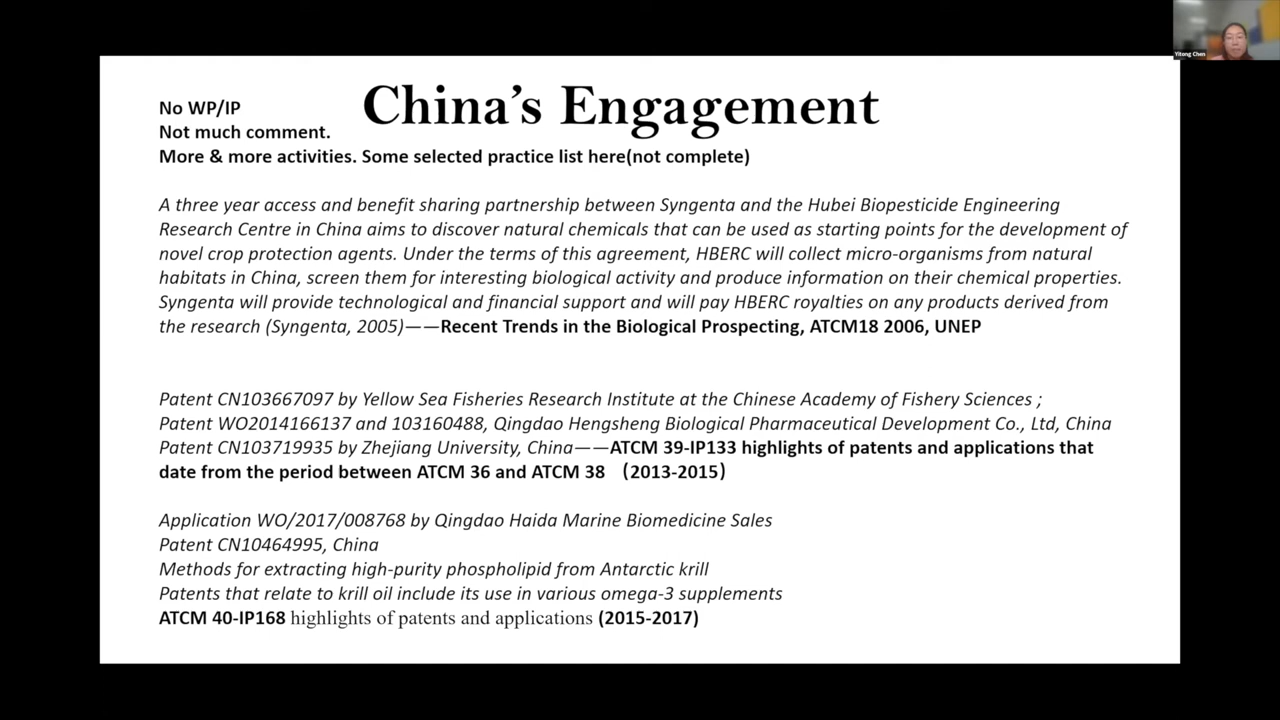 No WP/IP
China's Engagement
Not much comment.
More & more activities. Some selected practice list here(not complete)
A three year access and benefit sharing partnership between Syngenta and the Hubei Biopesticide Engineering
Research Centre in China aims to discover natural chemicals that can be used as starting points for the development of
novel crop protection agents. Under the terms of this agreement, HBERC will collect micro-organisms from natural
habitats in China, screen them for interesting biological activity and produce information on their chemical properties.
Syngenta will provide technological and financial support and will pay HBERC royalties on any products derived from
the research (Syngenta, 2005)——Recent Trends in the Biological Prospecting, ATCM18 2006, UNEP
Patent CN103667097 by Yellow Sea Fisheries Research Institute at the Chinese Academy of Fishery Sciences ;
Patent WO2014166137 and 103160488, Qingdao Hengsheng Biological Pharmaceutical Development Co., Ltd, China
Patent CN103719935 by Zhejiang University, China——ATCM 39-IP133 highlights of patents and applications that
date from the period between ATCM 36 and ATCM 38 （2013-2015）
Application WO/2017/008768 by Qingdao Haida Marine Biomedicine Sales
Patent CN10464995, China
Methods for extracting high-purity phospholipid from Antarctic krill
Patents that relate to krill oil include its use in various omega-3 supplements
ATCM 40-IP168 highlights of patents and applications (2015-2017)
Yitong Chen